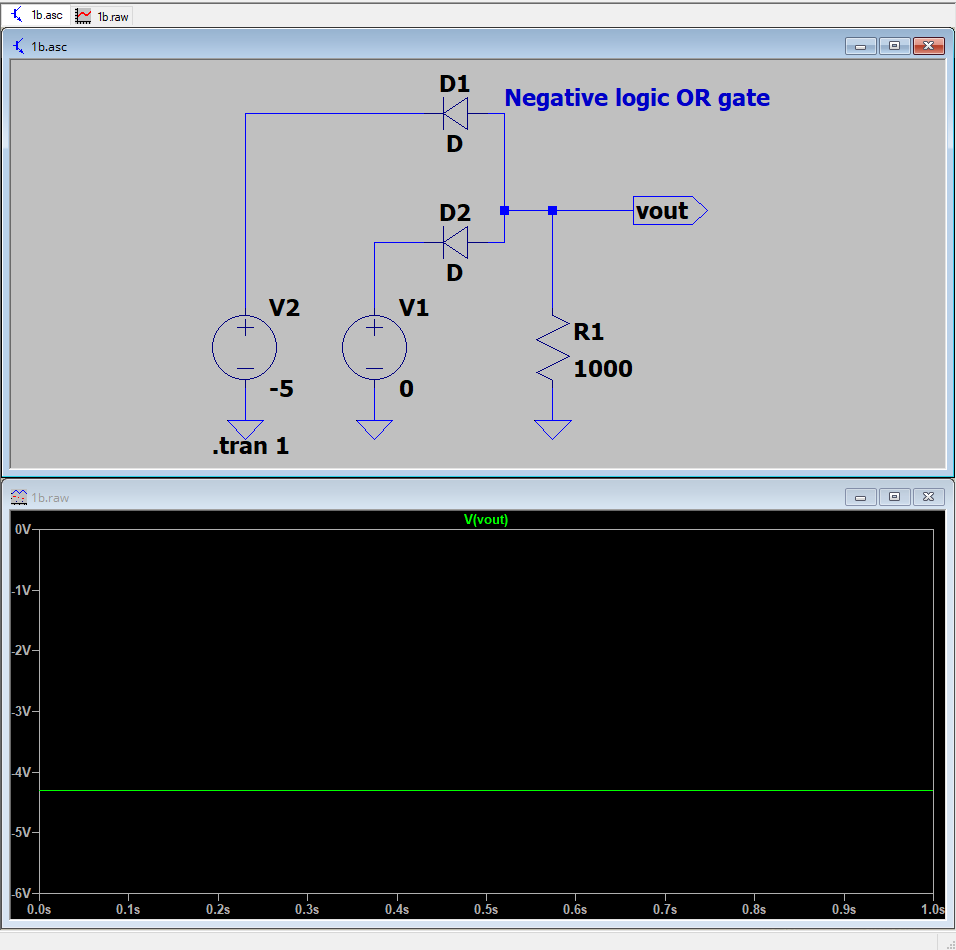 1b.asc 1b.raw
1b.asc
D1
Negative logic OR gate
D
D2
vout
D
V2 V1
R1
1000
-5 0
.tran 1
1b.raw
V(vout)
0V
-1V
-2V
-3V
-4V
-5V
-6V
0.0s 0.1s 0.2s 0.3s 0.4s 0.5s 0.6s 0.7s 0.8s 0.9s 1.0s